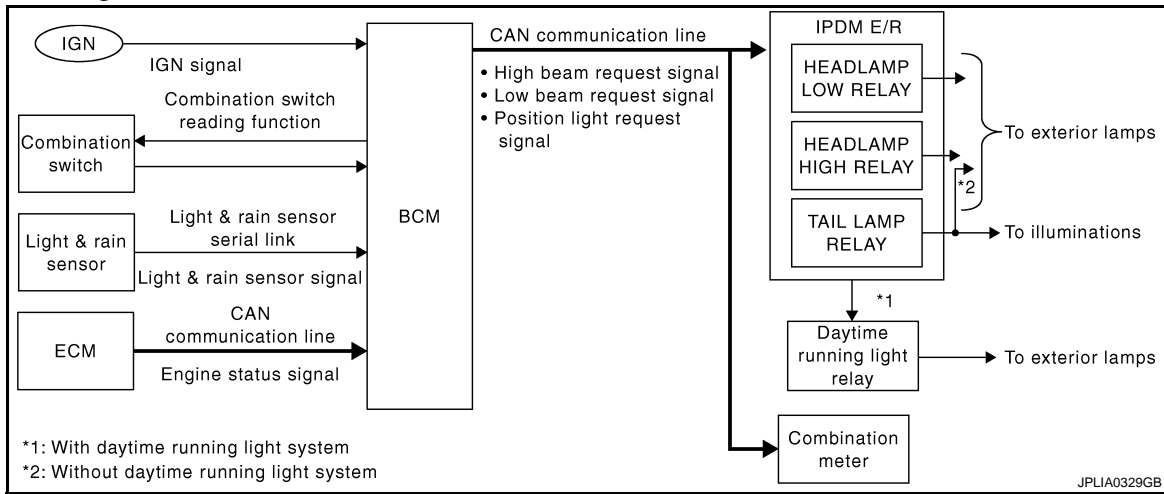 IGN
IGN signal
Combination switch
reading function
Combination
switch
Light & rain
sensor
Light & rain sensor
serial link
Light & rain sensor signal
ECM
CAN
communication line
Engine status signal
BCM
CAN communication line
• High beam request signal
• Low beam request signal
• Position light request
signal
IPDM E/R
HEADLAMP
LOW RELAY
HEADLAMP
HIGH RELAY
TAIL LAMP
RELAY
*2
To exterior lamps
To illuminations
*1
Daytime
running light
relay
To exterior lamps
Combination
meter
*1: With daytime running light system
*2: Without daytime running light system
JPLIA0329GB